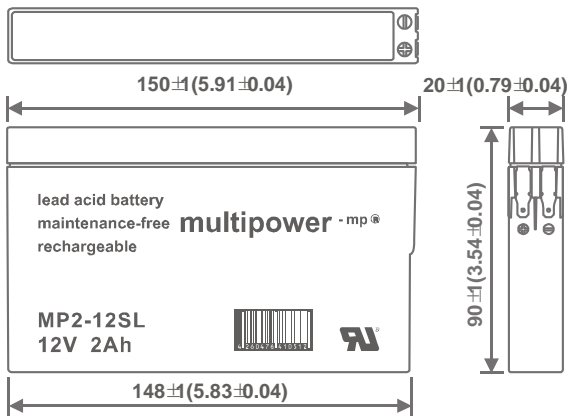 150±1(5.91±0.04)
20±1(0.79±0.04)
lead acid battery
maintenance-free multipower - mp ®
rechargeable
90±1(3.54±0.04)
MP2-12SL
12V 2Ah
4260476410512
148±1(5.83±0.04)